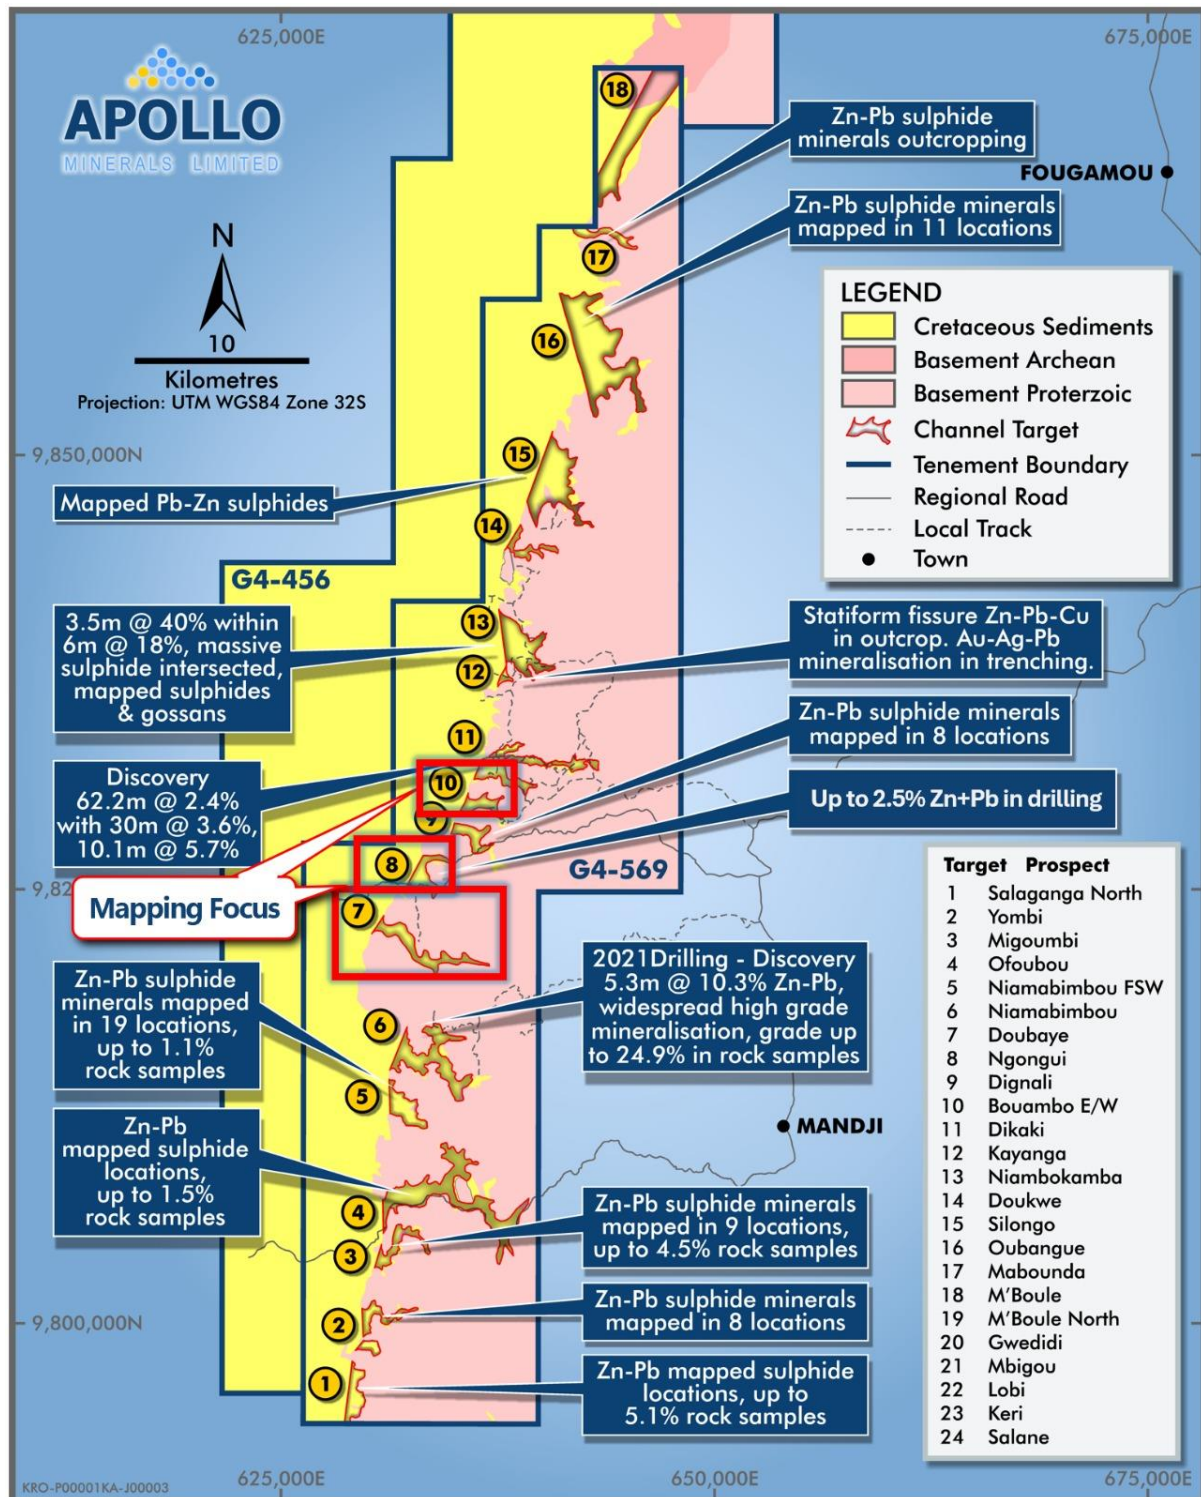 625,000E
675,000E
APOLLO
MINERALS LIMITED
N
10
Kilometres
Projection: UTM WGS84 Zone 32S
18
Zn-Pb sulphide
minerals outcropping
FOUGAMOU
Zn-Pb sulphide minerals
mapped in 11 locations
17
16
LEGEND
Cretaceous Sediments
Basement Archean
Basement Proterzoic
Channel Target
Tenement Boundary
Regional Road
Local Track
Town
9,850,000N
15
Mapped Pb-Zn sulphides
14
G4-456
3.5m @ 40% within
6m @ 18%, massive
sulphide intersected,
mapped sulphides
& gossans
13
12
Statiform fissure Zn-Pb-Cu
in outcrop. Au-Ag-Pb
mineralisation in trenching.
Zn-Pb sulphide minerals
mapped in 8 locations
11
Discovery
62.2m @ 2.4%
with 30m @ 3.6%,
10.1m @ 5.7%
10
9
Up to 2.5% Zn+Pb in drilling
8
G4-569
9,82
Mapping Focus
7
Target Prospect
1 Salaganga North
2 Yombi
3 Migoumbi
4 Ofoubou
5 Niamabimbou FSW
6 Niamabimbou
7 Doubaye
8 Ngongui
9 Dignali
10 Bouambo E/W
11 Dikaki
12 Kayanga
13 Niambokamba
14 Doukwe
15 Silongo
16 Oubangue
17 Mabounda
18 M'Boule
19 M'Boule North
20 Gwedidi
21 Mbigou
22 Lobi
23 Keri
24 Salane
2021Drilling - Discovery
5.3m @ 10.3% Zn-Pb,
widespread high grade
mineralisation, grade up
to 24.9% in rock samples
Zn-Pb sulphide
minerals mapped
in 19 locations,
up to 1.1%
rock samples
6
5
MANDJI
Zn-Pb
mapped sulphide
locations,
up to 1.5%
rock samples
4
3
Zn-Pb sulphide minerals
mapped in 9 locations,
up to 4.5% rock samples
9,800,000N
2
Zn-Pb sulphide minerals
mapped in 8 locations
1
Zn-Pb mapped sulphide
locations, up to
5.1% rock samples
KRO-P00001KA-J00003
625,000E
650,000E
675,000E